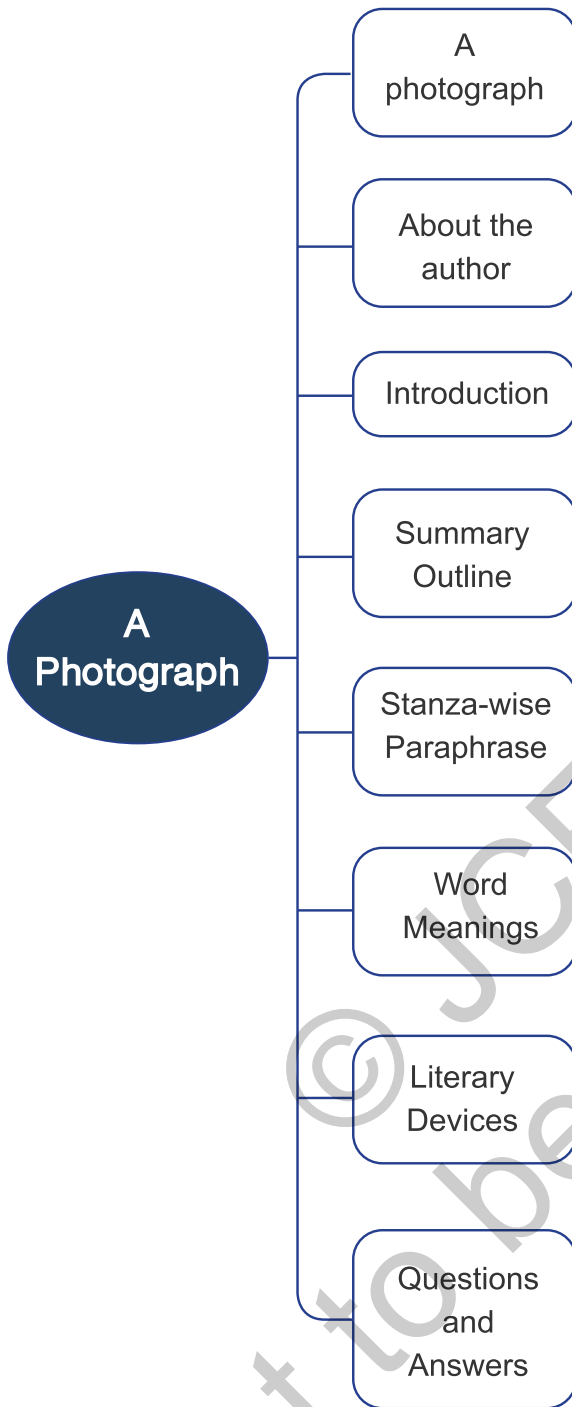 A
photograph
About the
author
Introduction
Summary
Outline
A
Photograph
Stanza-wise
Paraphrase
Word
Meanings
Literary
Devices
Questions
and
Answers